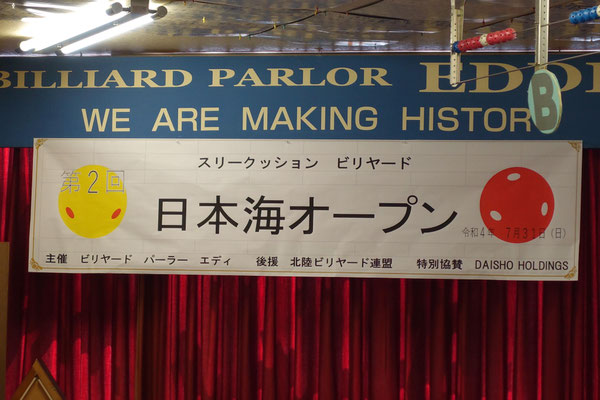 BILLIARD PARLOR EDDI
WE ARE MAKING HISTOR
B
スリークッション ビリヤード
第2回
日本海オープン
令和4年 7月31日(日)
主催 ビリヤード パーラー エディ 後援 北陸ビリヤード連盟 特別協賛 DAISHO HOLDINGS